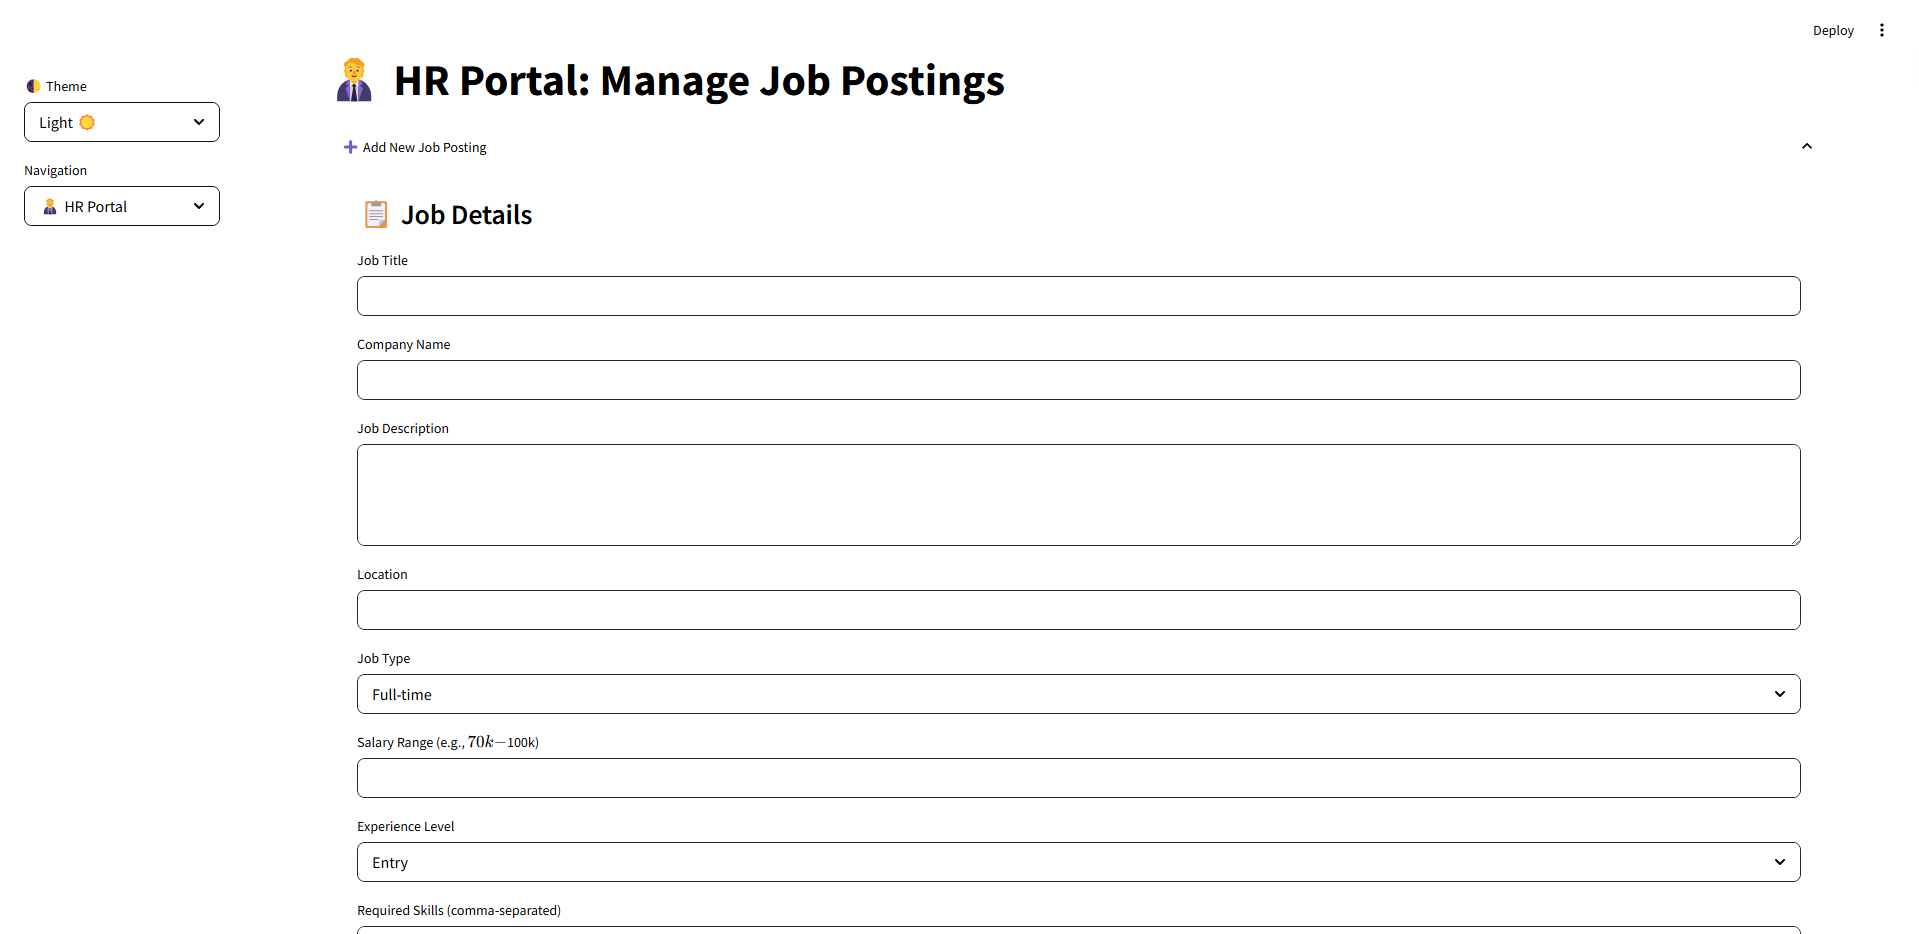 Deploy
Theme
Light
Navigation
HR Portal
HR Portal: Manage Job Postings
Add New Job Posting
Job Details
Job Title
Company Name
Job Description
Location
Job Type
Full-time
Salary Range (e.g., 70k−100k)
Experience Level
Entry
Required Skills (comma-separated)